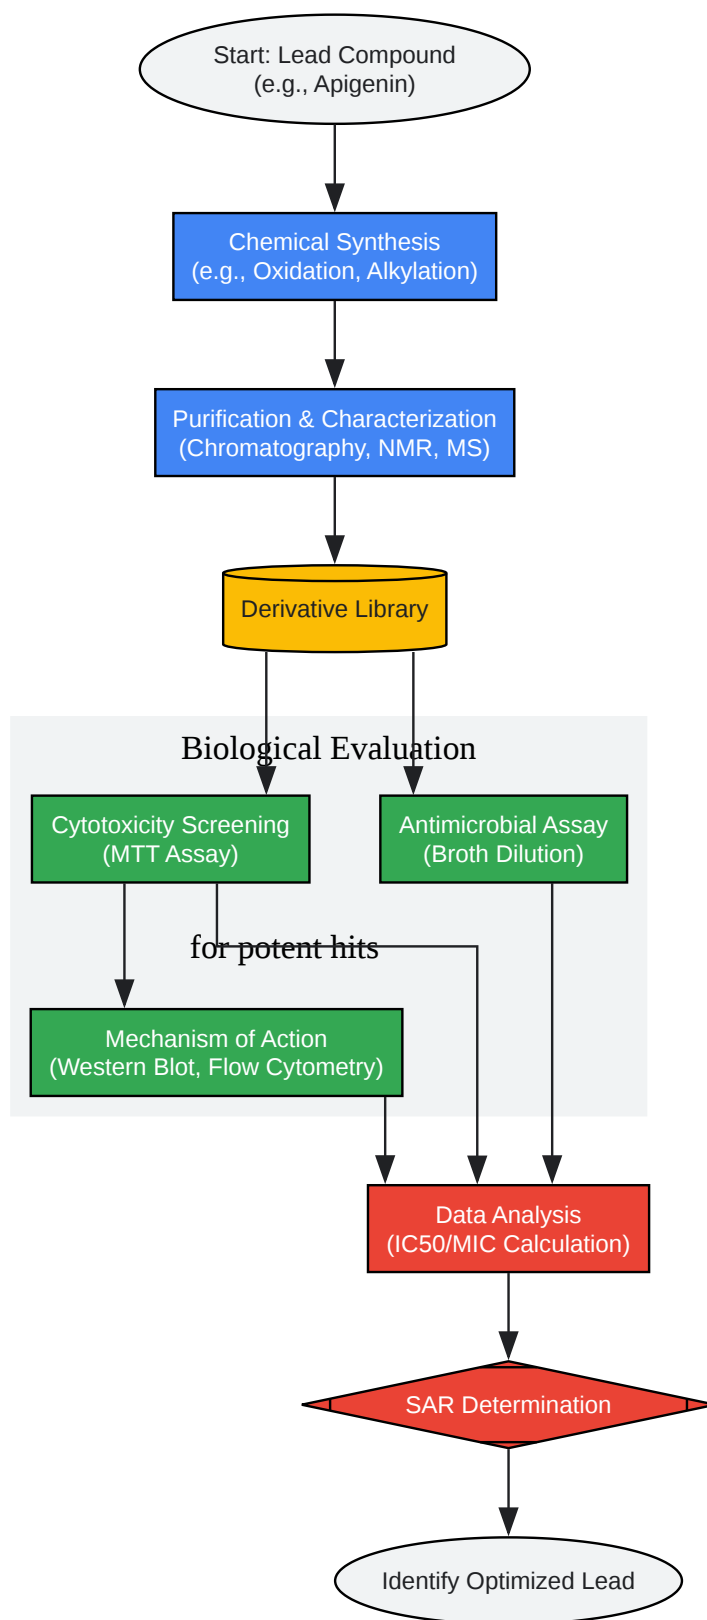 Start: Lead Compound
(e.g., Apigenin)
Chemical Synthesis
(e.g., Oxidation, Alkylation)
Purification & Characterization
(Chromatography, NMR, MS)
Derivative Library
Biological Evaluation
Cytotoxicity Screening
(MTT Assay)
Antimicrobial Assay
(Broth Dilution)
for potent hits
Mechanism of Action
(Western Blot, Flow Cytometry)
Data Analysis
(IC50/MIC Calculation)
SAR Determination
Identify Optimized Lead